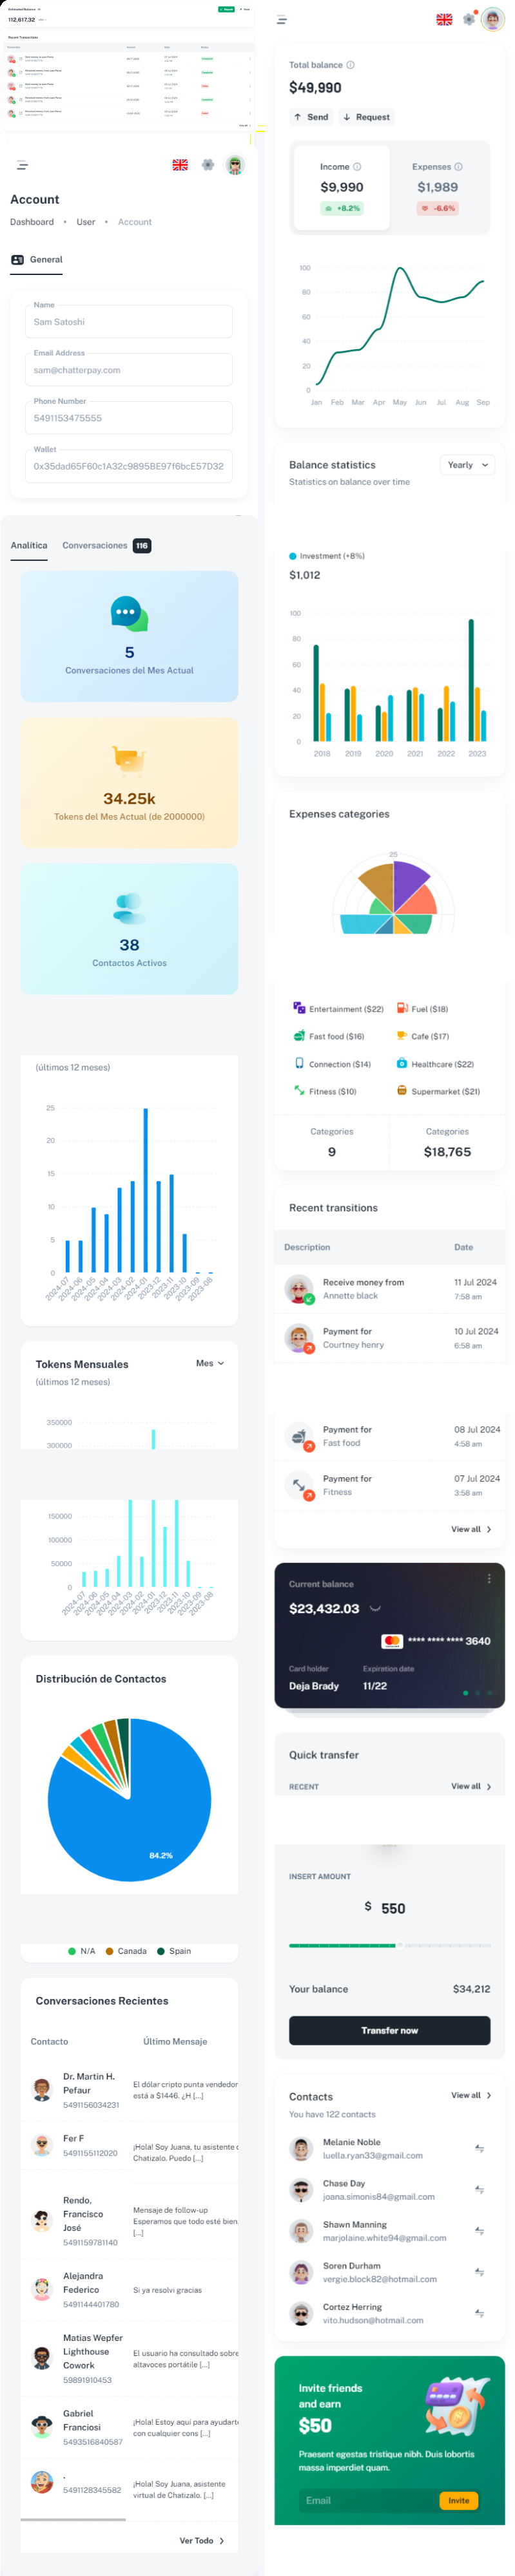 112,617.32
Recent Transactions
View all
Account
Dashboard • User • Account
General
Name
Sam Satoshi
Email Address
sam@chatterpay.com
Phone Number
5491153475555
Wallet
0x35dad65F60c1A32c9895BE97f6bcE57D32
Analítica
Conversaciones 116
5
Conversaciones del Mes Actual
34.25k
Tokens del Mes Actual (de 2000000)
38
Contactos Activos
(últimos 12 meses)
25
20
15
10
5
0
2024-07 2024-06 2024-05 2024-04 2024-03 2024-02 2024-01 2023-12 2023-11 2023-10 2023-09 2023-08
Tokens Mensuales
Mes
(últimos 12 meses)
350000
300000
150000
100000
50000
0
2024-07 2024-06 2024-05 2024-04 2024-03 2024-02 2024-01 2023-12 2023-11 2023-10 2023-09 2023-08
Distribución de Contactos
84.2%
N/A Canada Spain
Conversaciones Recientes
Contacto Último Mensaje
Dr. Martin H.
Pefaur
5491156034231
El dólar cripto punta vendedor
está a $1446. ¿H [...]
Fer F
5491155112020
¡Hola! Soy Juana, tu asistente
Chatizalo. Puedo [...]
Rendo,
Francisco
José
5491159781140
Mensaje de follow-up
Esperamos que todo esté bien.
[...]
Alejandra
Federico
5491144401780
Si ya resolvi gracias
Matías Wepfer
Lighthouse
Cowork
59891910453
El usuario ha consultado sobre
altavoces portátile [...]
Gabriel
Franciosi
5493516840587
¡Hola! Estoy aquí para ayudarte
con cualquier cons [...]
.
5491128345582
¡Hola! Soy Juana, asistente
virtual de Chatizalo. [...]
Ver Todo
Total balance
$49,990
Send
Request
Income
$9,990
+8.2%
Expenses
$1,989
-6.6%
100
80
60
40
20
0
Jan Feb Mar Apr May Jun Jul Aug Sep
Balance statistics
Yearly
Statistics on balance over time
Investment (+8%)
$1,012
100
80
60
40
20
0
2018 2019 2020 2021 2022 2023
Expenses categories
25
Entertainment ($22) Fuel ($18)
Fast food ($16) Cafe ($17)
Connection ($14) Healthcare ($22)
Fitness ($10) Supermarket ($21)
Categories Categories
9 $18,765
Recent transitions
Description Date
Receive money from 11 Jul 2024
Annette black 7:58 am
Payment for 10 Jul 2024
Courtney henry 6:58 am
Payment for 08 Jul 2024
Fast food 4:58 am
Payment for 07 Jul 2024
Fitness 3:58 am
View all
Current balance
$23,432.03
**** **** **** 3640
Card holder Expiration date
Deja Brady 11/22
Quick transfer
RECENT View all
INSERT AMOUNT
$ 550
Your balance $34,212
Transfer now
Contacts View all
You have 122 contacts
Melanie Noble
luella.ryan33@gmail.com
Chase Day
joana.simonis84@gmail.com
Shawn Manning
marjolaine.white94@gmail.com
Soren Durham
vergie.block82@hotmail.com
Cortez Herring
vito.hudson@hotmail.com
Invite friends
and earn
$50
Praesent egestas tristique nibh. Duis lobortis
massa imperdiet quam.
Email
Invite